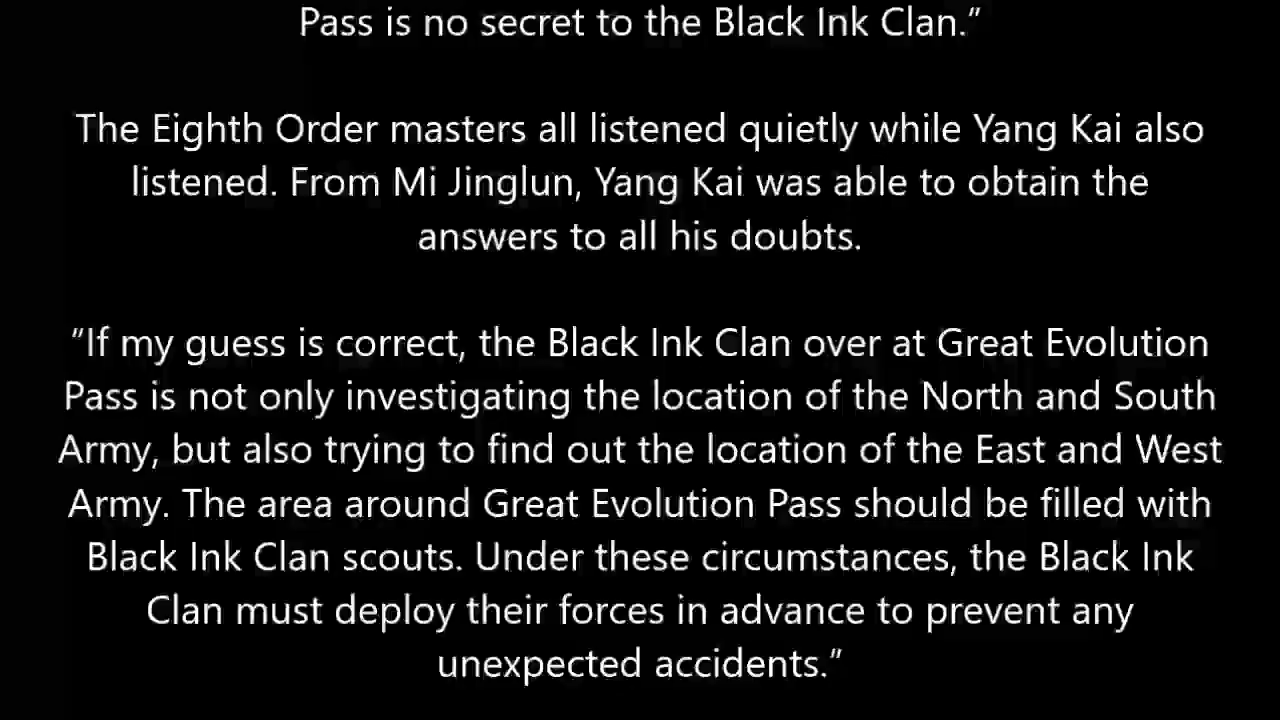 Pass is no secret to the Black Ink Clan.”
The Eighth Order masters all listened quietly while Yang Kai also
listened. From Mi Jinglun, Yang Kai was able to obtain the
answers to all his doubts.
“If my guess is correct, the Black Ink Clan over at Great Evolution
Pass is not only investigating the location of the North and South
Army, but also trying to find out the location of the East and West
Army. The area around Great Evolution Pass should be filled with
Black Ink Clan scouts. Under these circumstances, the Black Ink
Clan must deploy their forces in advance to prevent any
unexpected accidents.”